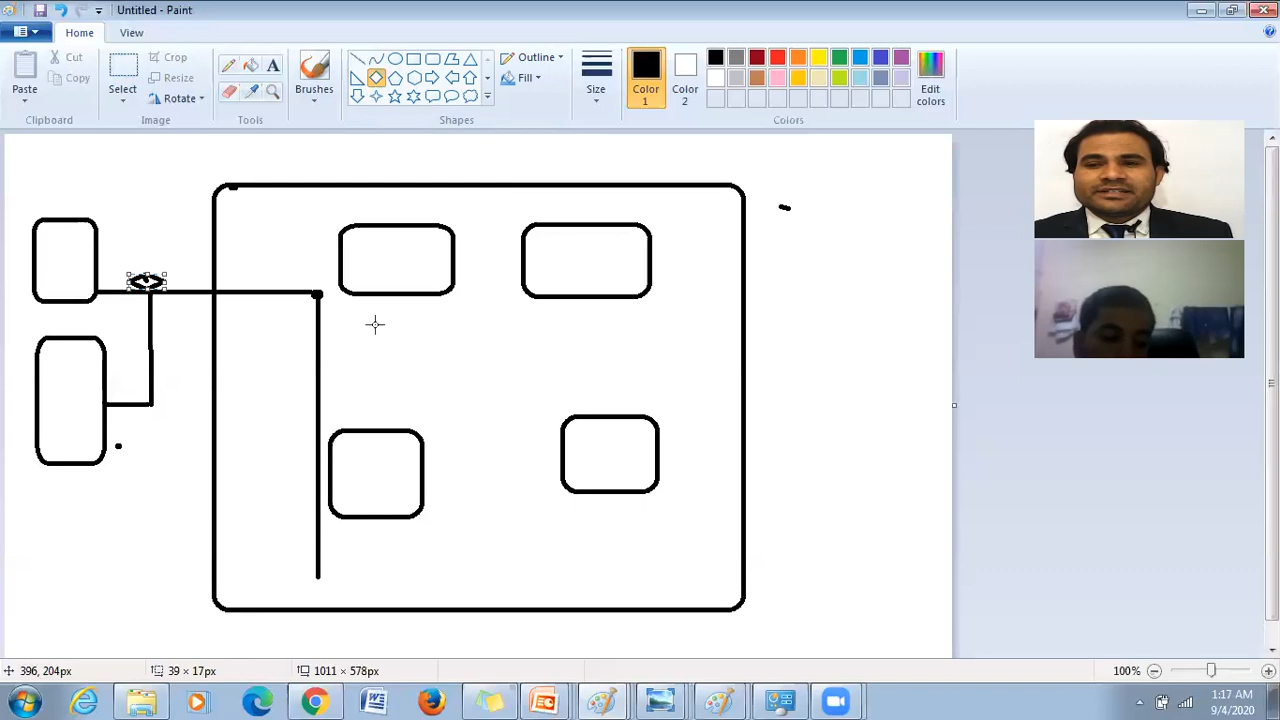 Untitled - Paint
Home
View
Paste
Cut
Copy
Clipboard
Select
Crop
Resize
Rotate
Image
Tools
A
Brushes
Shapes
Outline
Fill
Size
Color
1
Color
2
Edit
colors
Colors
396, 204px
39 × 17px
1011 × 578px
100%
1:17 AM
9/4/2020